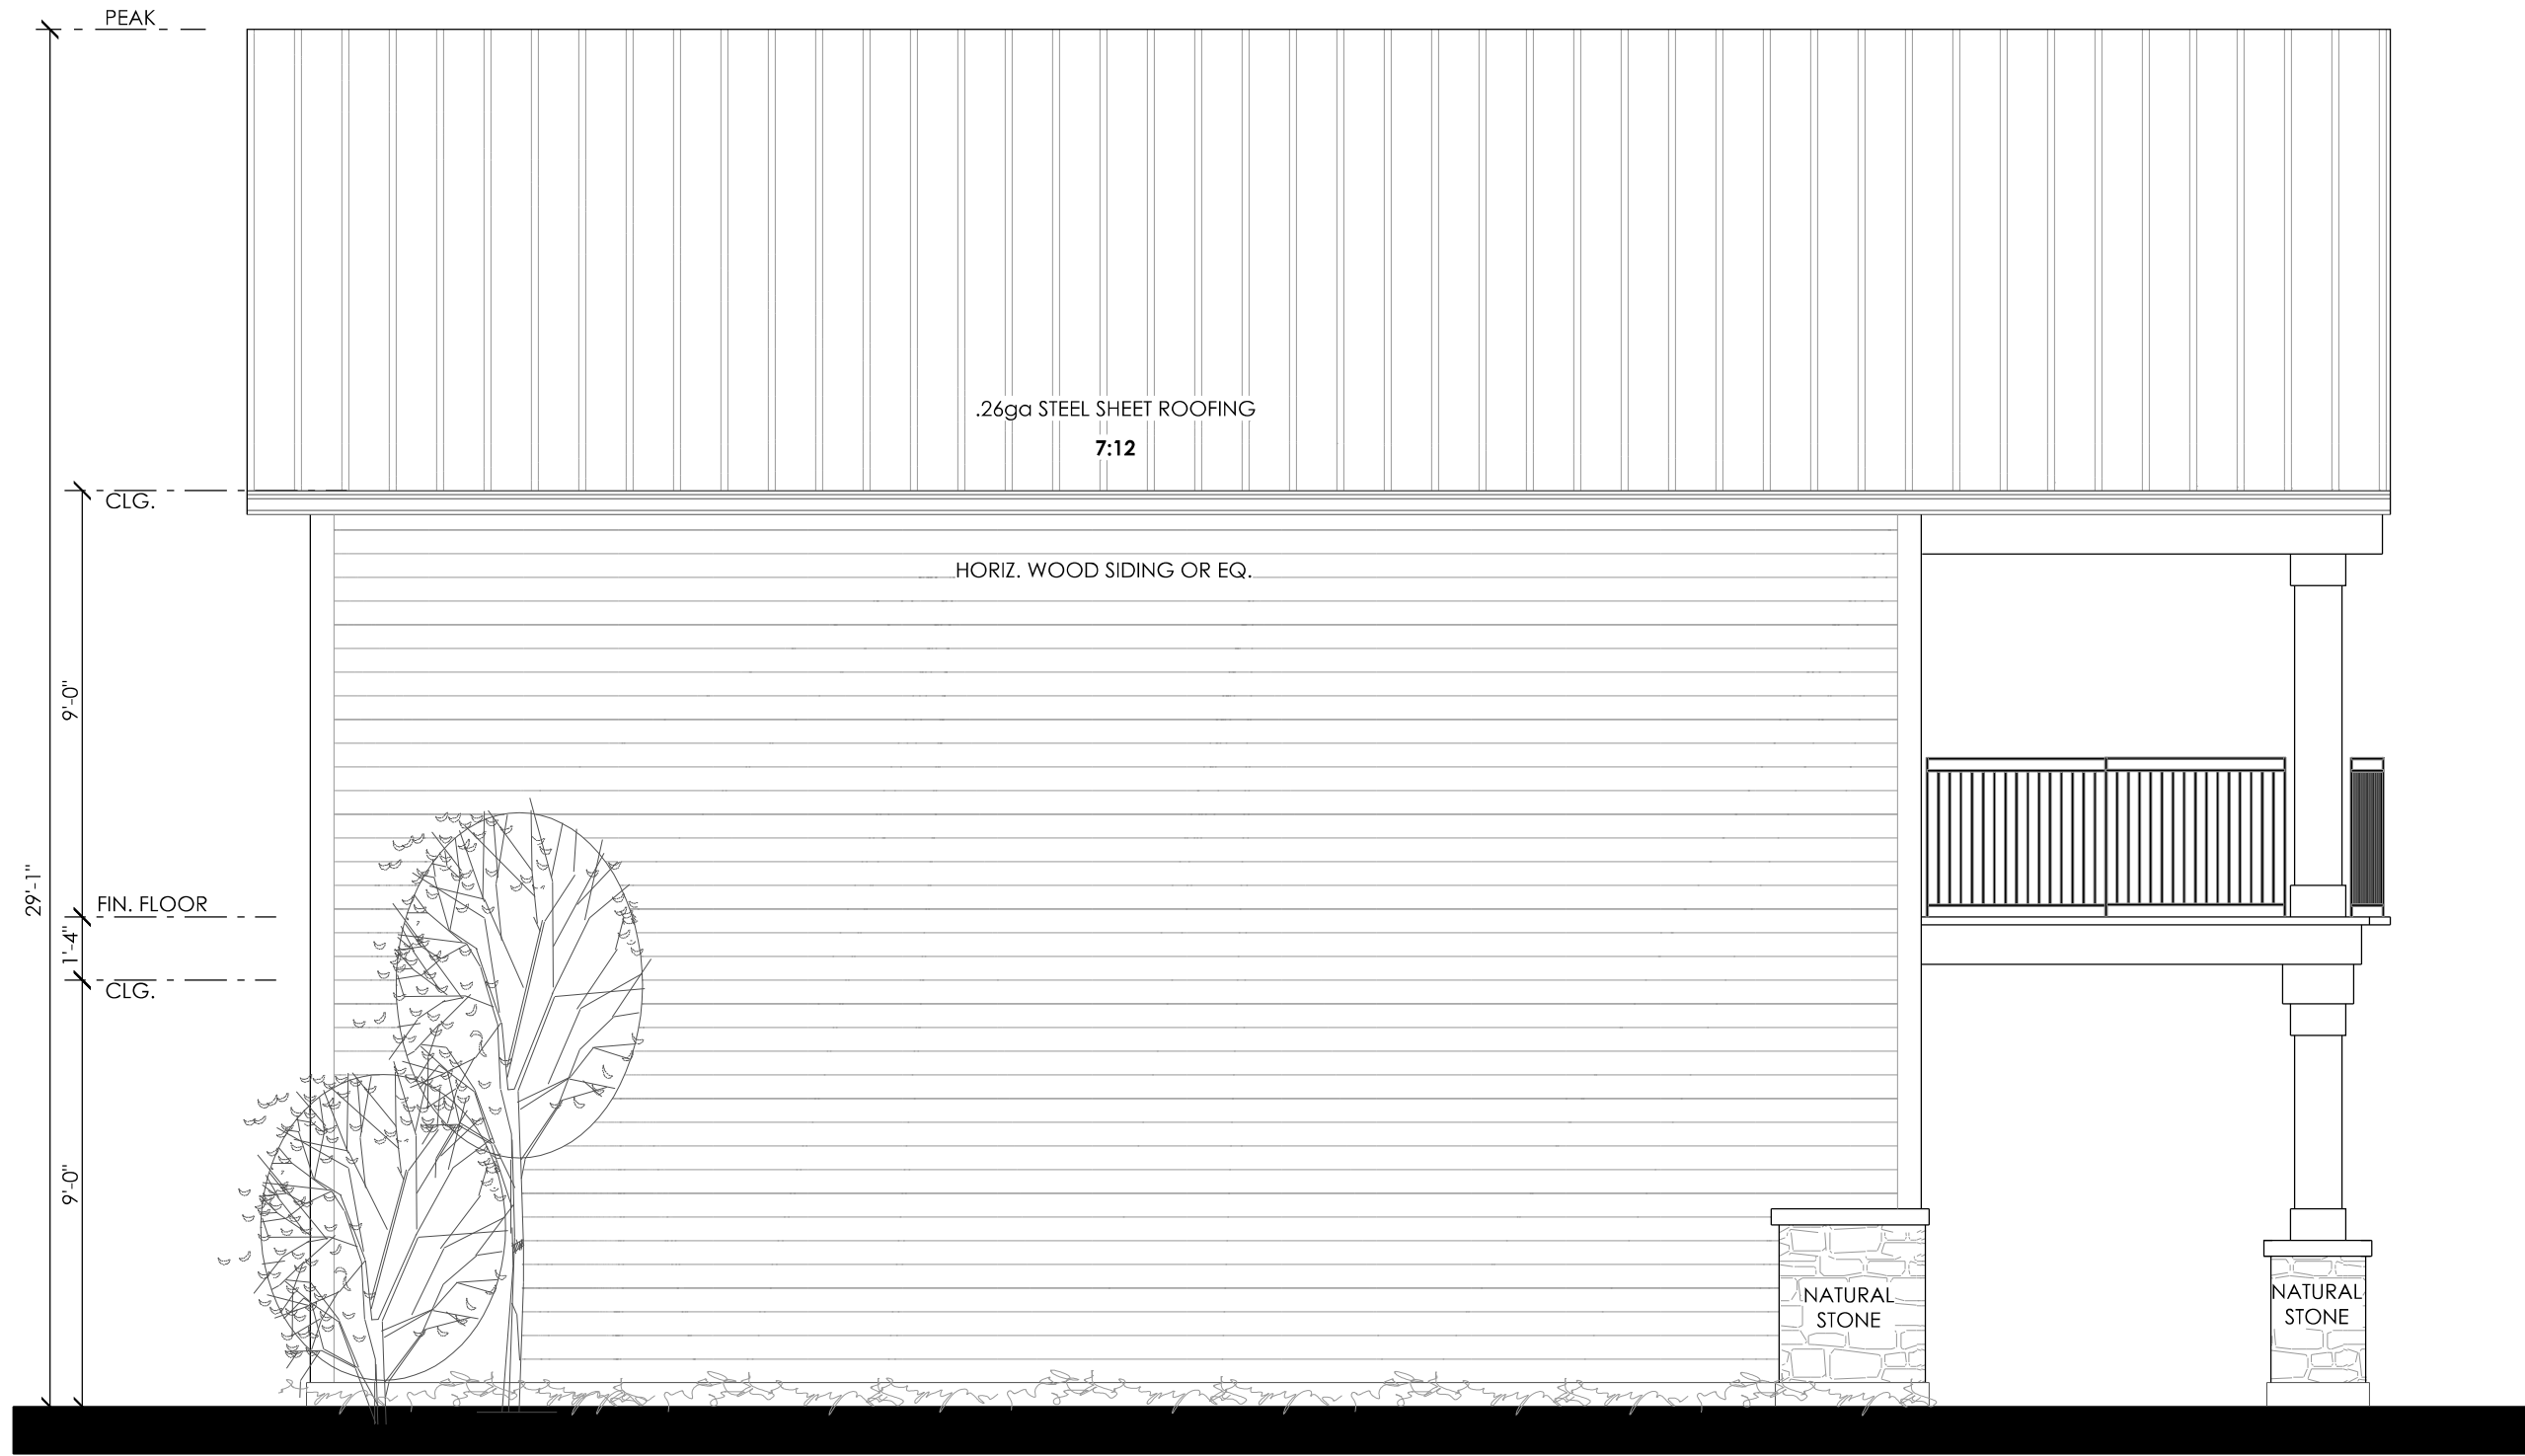 PEAK
.26ga STEEL SHEET ROOFING
7:12
CLG.
HORIZ. WOOD SIDING OR EQ.
9'-0"
29'-1"
FIN. FLOOR
1'-4"
CLG.
9'-0"
NATURAL
STONE
NATURAL
STONE